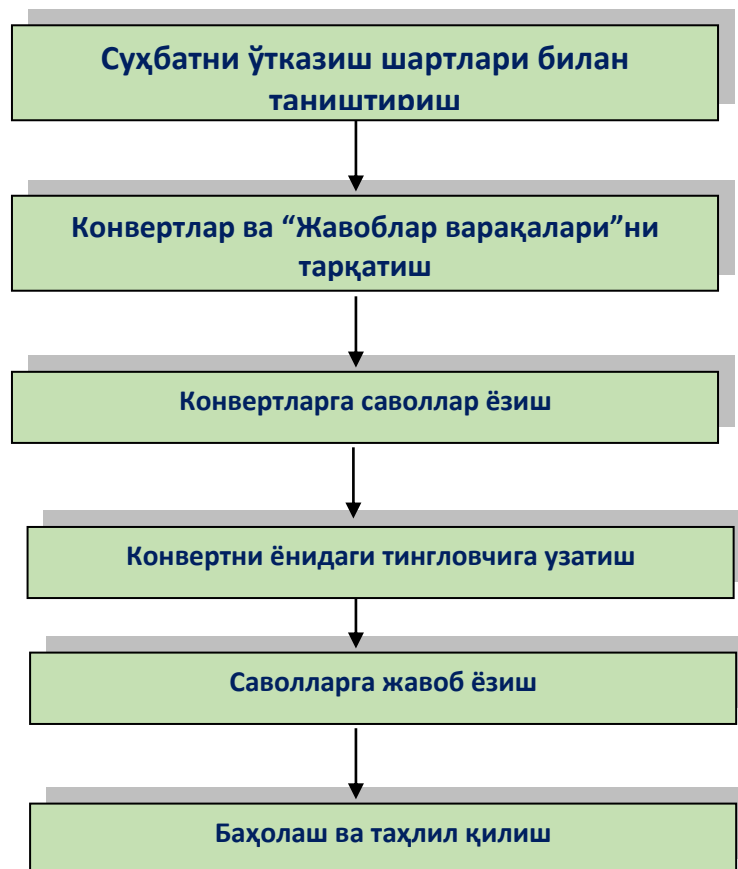 Суҳбатни ўтказиш шартлари билан
таништириш
Конвертлар ва “Жавоблар варақалари”ни
тарқатиш
Конвертларга саволлар ёзиш
Конвертни ёнидаги тингловчига узатиш
Саволларга жавоб ёзиш
Баҳолаш ва таҳлил қилиш